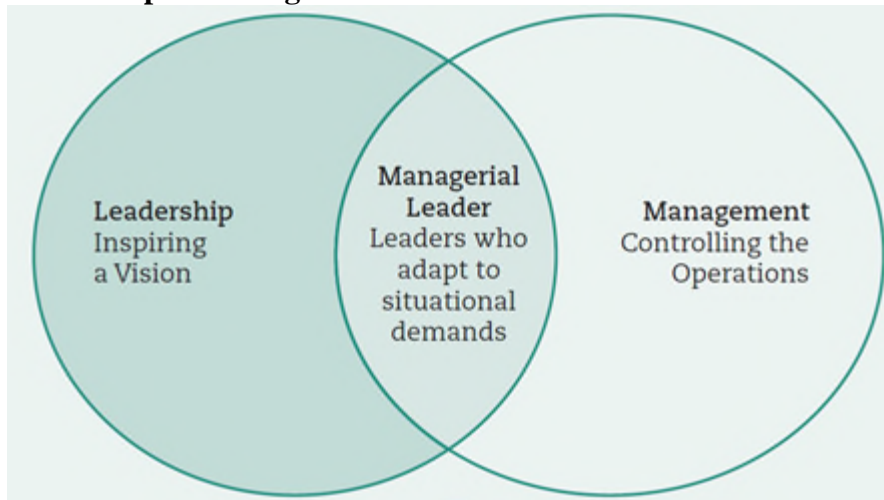 Leadership
Inspiring
a Vision
Managerial
Leader
Leaders who
adapt to
situational
demands
Management
Controlling the
Operations